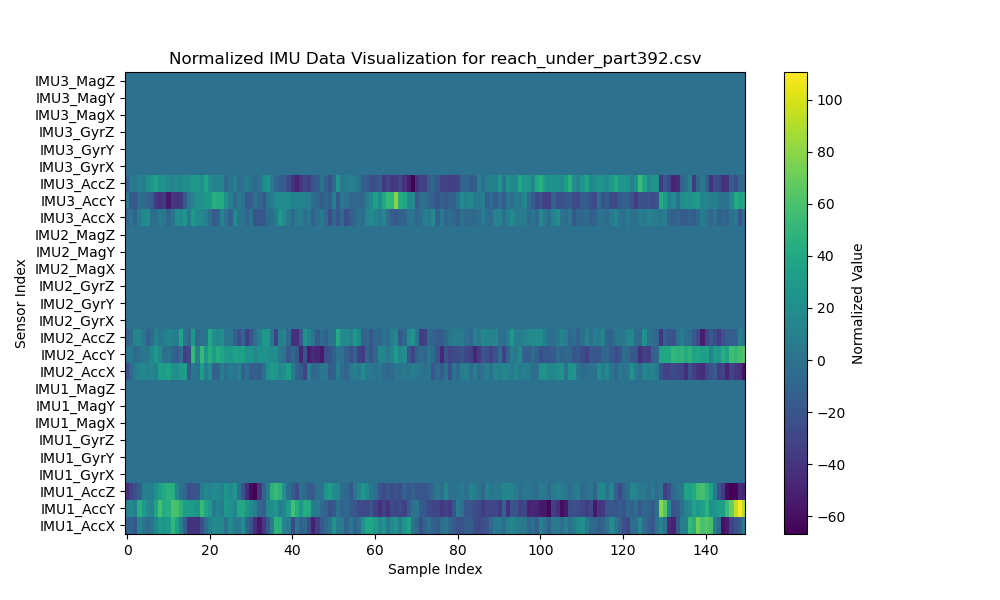 Normalized IMU Data Visualization for reach_under_part392.csv
IMU3_MagZ
IMU3_MagY
IMU3_MagX
IMU3_GyrZ
IMU3_GyrY
IMU3_GyrX
IMU3_AccZ
IMU3_AccY
IMU3_AccX
IMU2_MagZ
IMU2_MagY
IMU2_MagX
IMU2_GyrZ
IMU2_GyrY
IMU2_GyrX
IMU2_AccZ
IMU2_AccY
IMU2_AccX
IMU1_MagZ
IMU1_MagY
IMU1_MagX
IMU1_GyrZ
IMU1_GyrY
IMU1_GyrX
IMU1_AccZ
IMU1_AccY
IMU1_AccX
Sensor Index
0 20 40 60 80 100 120 140
Sample Index
100
80
60
40
20
0
−20
−40
−60
Normalized Value